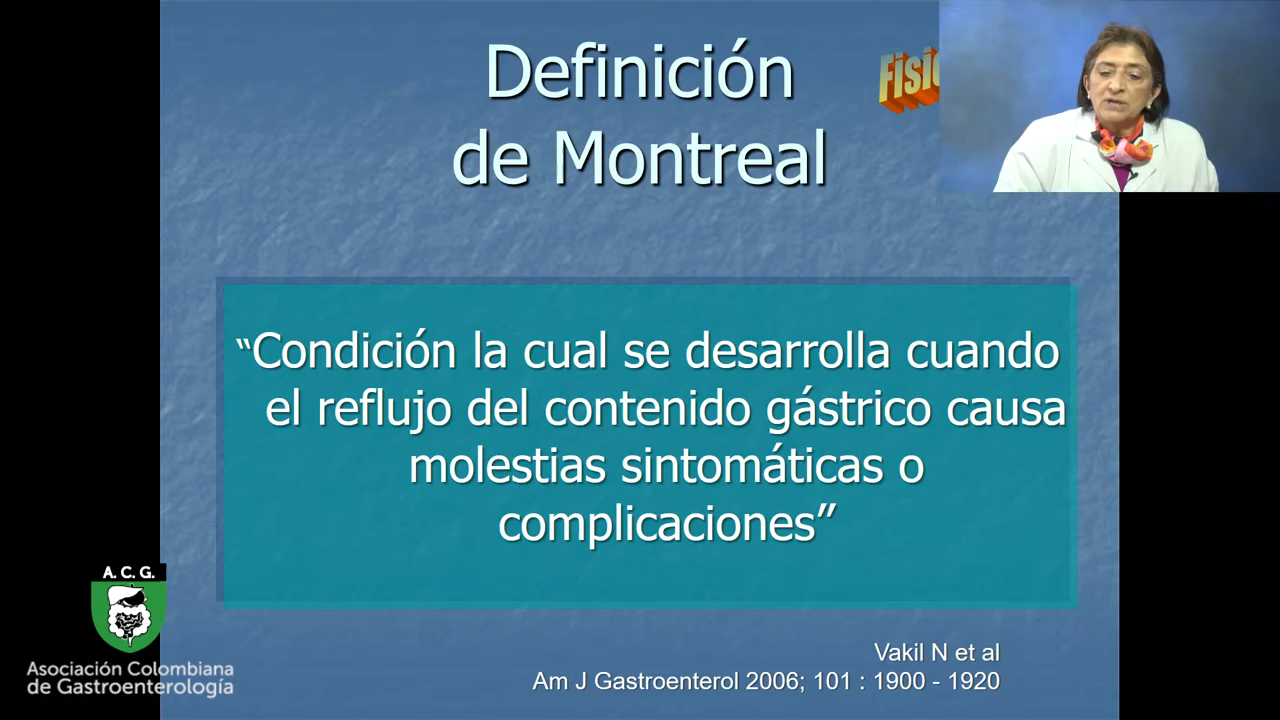 Definición
de Montreal
“Condición la cual se desarrolla cuando
el reflujo del contenido gástrico causa
molestias sintomáticas o
complicaciones”
Vakil N et al
Am J Gastroenterol 2006; 101 : 1900 - 1920
A. C. G.
Asociación Colombiana
de Gastroenterología